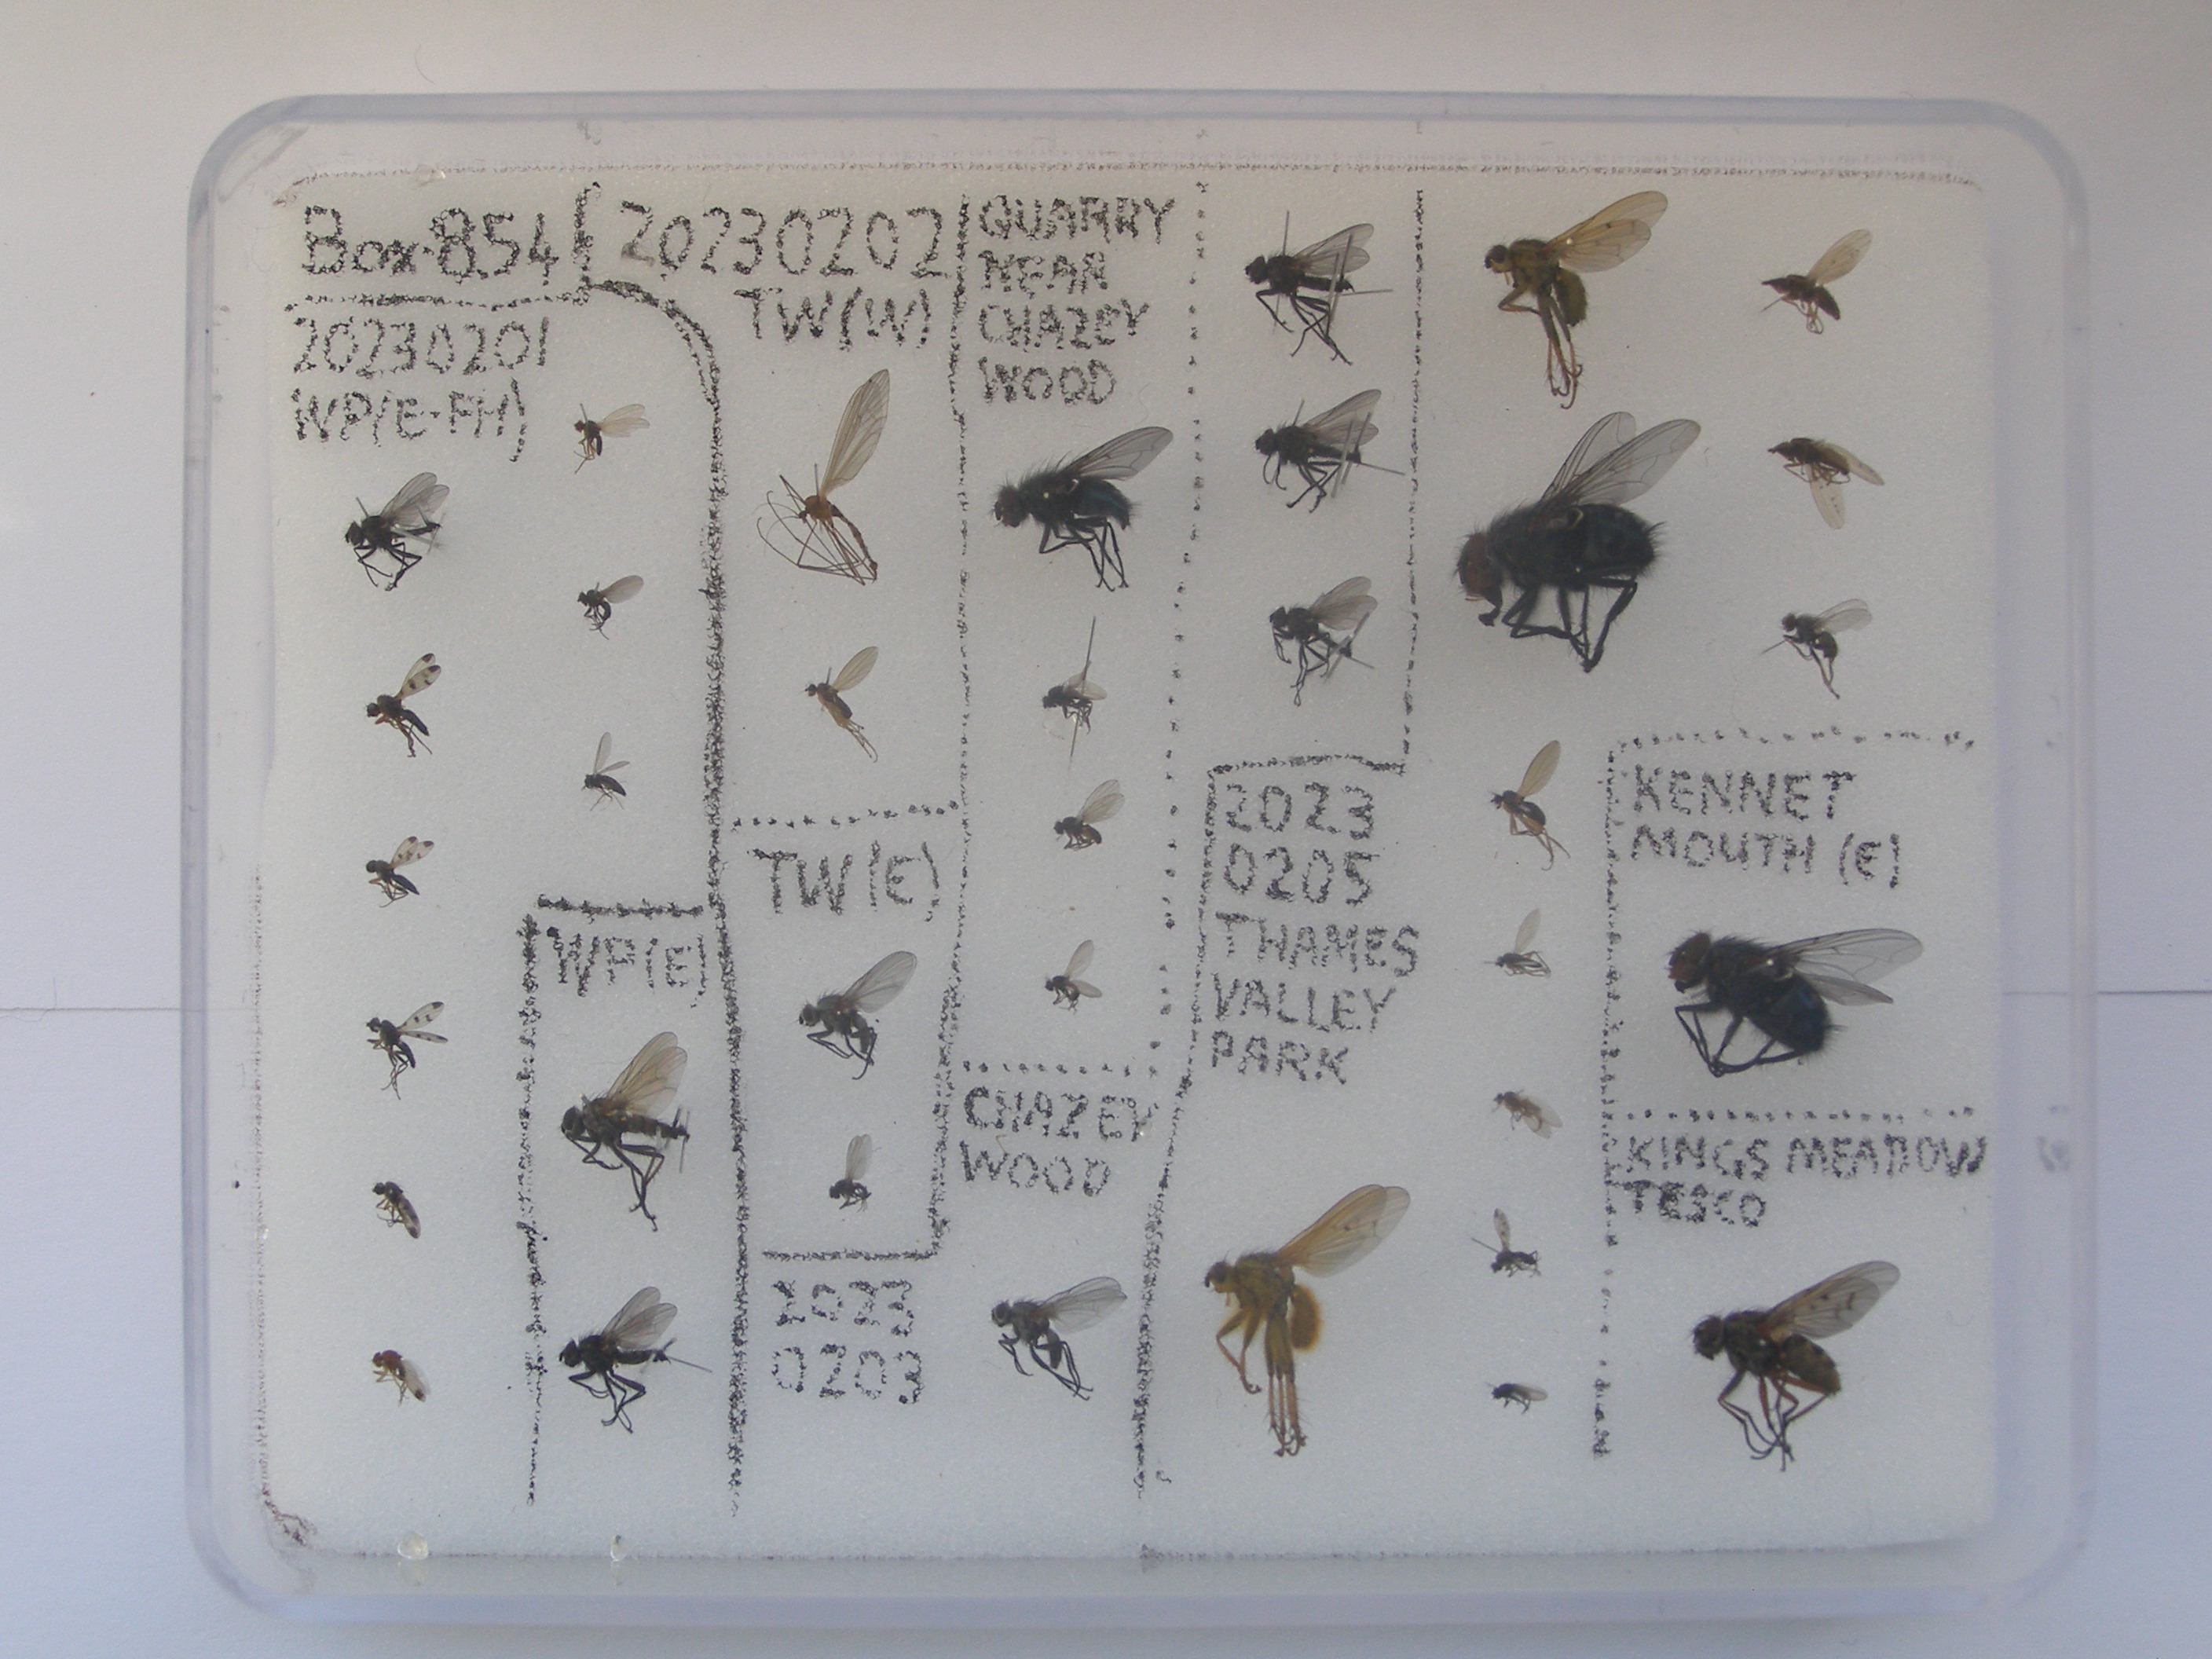 Box 854
20230201
WP(E-FH)
WP(E)
20230202
TW(W)
TW(E)
2023
0203
QUARRY
NEAR
CHAZEY
WOOD
CHAZEY
WOOD
2023
0205
THAMES
VALLEY
PARK
KENNET
MOUTH (E)
KINGS MEADOW
TESCO